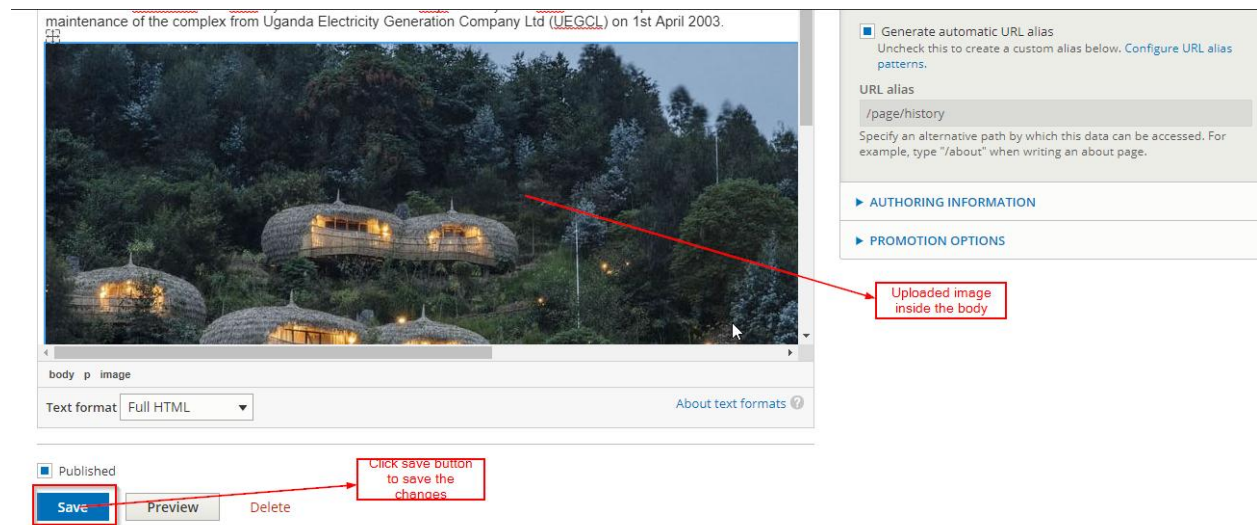 maintenance of the complex from Uganda Electricity Generation Company Ltd (UEGCL) on 1st April 2003.
body p image
Text format Full HTML
About text formats
Published
Save Preview Delete
Click save button
to save the
changes
Generate automatic URL alias
Uncheck this to create a custom alias below. Configure URL alias
patterns.
URL alias
/page/history
Specify an alternative path by which this data can be accessed. For
example, type "/about" when writing an about page.
AUTHORING INFORMATION
PROMOTION OPTIONS
Uploaded image
inside the body